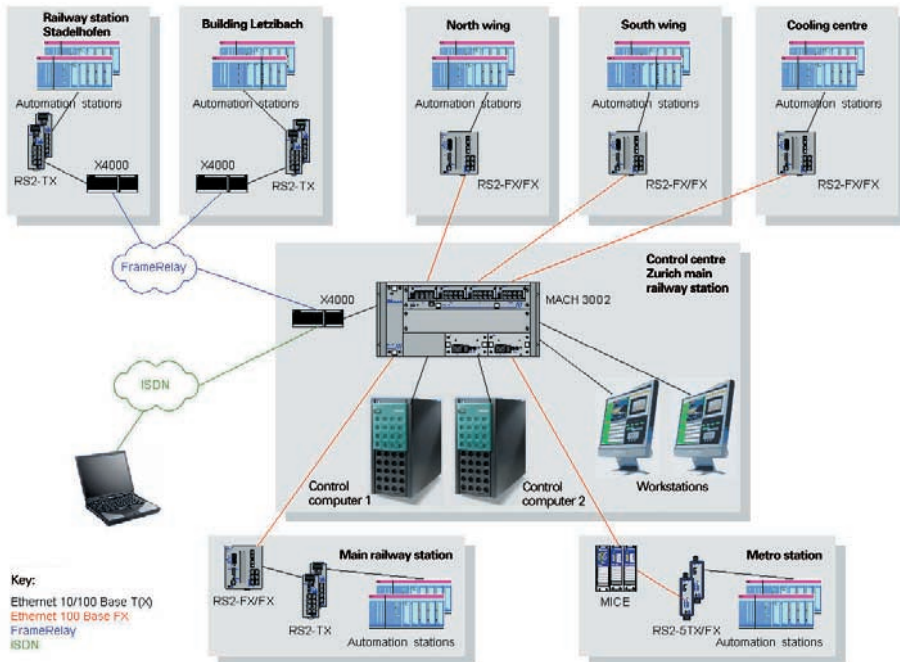 Railway station
Stadelhofen
Building Letzibach
North wing
South wing
Cooling centre
Automation stations
Automation stations
Automation stations
Automation stations
Automation stations
X4000
X4000
RS2-TX
RS2-TX
RS2-FX/FX
RS2-FX/FX
RS2-FX/FX
FrameRelay
Control centre
Zurich main
railway station
X4000
MACH 3002
ISDN
Control
computer 1
Control
computer 2
Workstations
Main railway station
Metro station
RS2-FX/FX
RS2-TX
Automation stations
MICE
RS2-5TX/FX
Automation stations
Key:
Ethernet 10/100 Base T(X)
Ethernet 100 Base FX
FrameRelay
ISDN